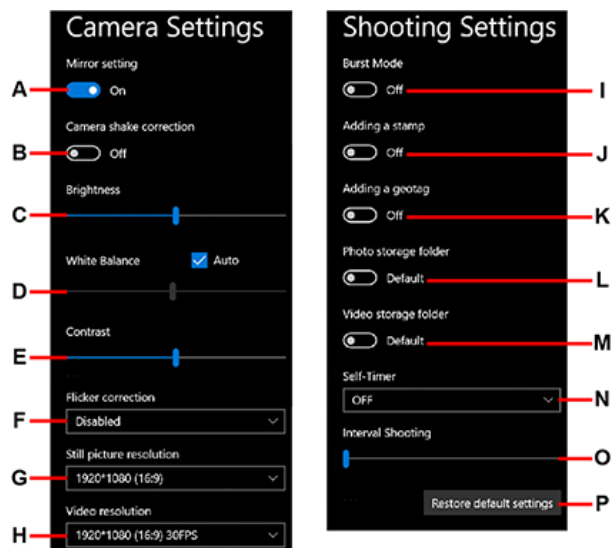 Camera Settings
Mirror setting
A
On
Camera shake correction
B
Off
Brightness
C
White Balance
Auto
D
Contrast
E
Flicker correction
F
Disabled
Still picture resolution
G
1920*1080 (16:9)
Video resolution
H
1920*1080 (16:9) 30FPS
Shooting Settings
Burst Mode
Off
I
Adding a stamp
Off
J
Adding a geotag
Off
K
Photo storage folder
Default
L
Video storage folder
Default
M
Self-Timer
OFF
N
Interval Shooting
O
Restore default settings
P